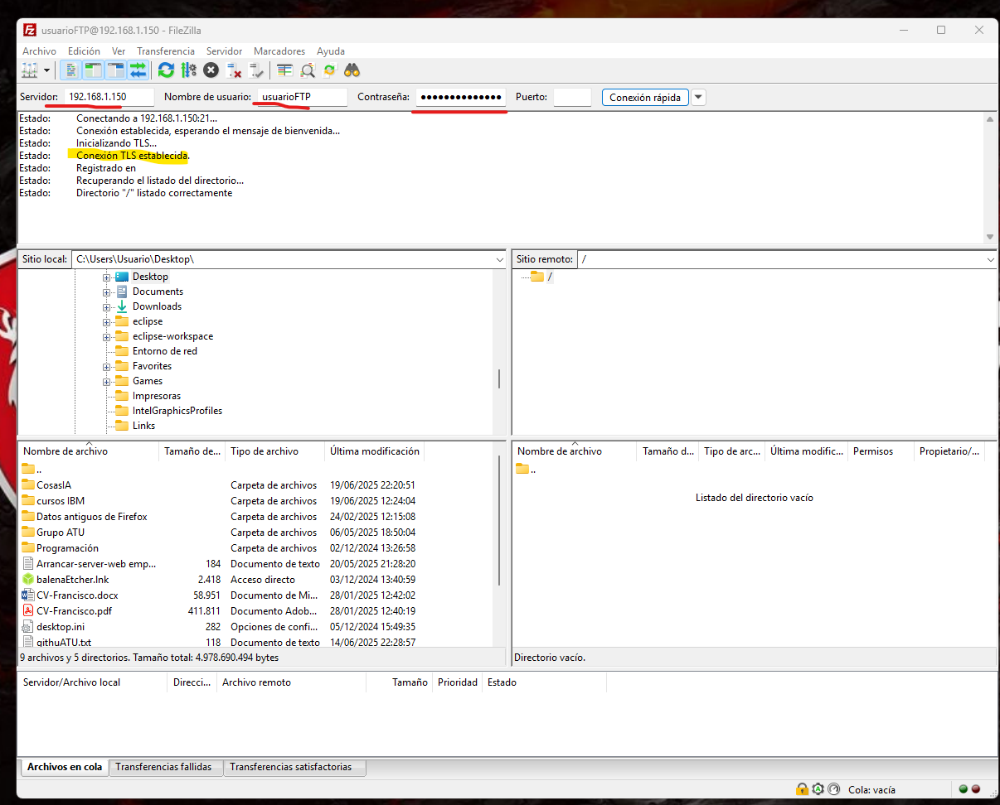 usuarioFTP@192.168.1.150 - FileZilla
Archivo Edición Ver Transferencia Servidor Marcadores Ayuda
Servidor: 192.168.1.150 Nombre de usuario: usuarioFTP Contraseña: ●●●●●●●●●●●●●● Puerto: Conexión rápida
Estado: Conectando a 192.168.1.150:21...
Estado: Conexión establecida, esperando el mensaje de bienvenida...
Estado: Inicializando TLS...
Estado: Conexión TLS establecida.
Estado: Registrado en
Estado: Recuperando el listado del directorio...
Estado: Directorio "/" listado correctamente
Sitio local: C:\Users\Usuario\Desktop\
Desktop
Documents
Downloads
eclipse
eclipse-workspace
Entorno de red
Favorites
Games
Impresoras
IntelGraphicsProfiles
Links
Sitio remoto: /
/
Nombre de archivo Tamaño de... Tipo de archivo Última modificación
..
CosasIA Carpeta de archivos 19/06/2025 22:20:51
cursos IBM Carpeta de archivos 19/06/2025 12:24:04
Datos antiguos de Firefox Carpeta de archivos 24/02/2025 12:15:08
Grupo ATU Carpeta de archivos 06/05/2025 18:50:04
Programación Carpeta de archivos 02/12/2024 13:26:58
Arrancar-server-web emp... 184 Documento de texto 20/05/2025 21:28:20
balenaEtcher.lnk 2.418 Acceso directo 03/12/2024 13:40:59
CV-Francisco.docx 58.951 Documento de Mi... 28/01/2025 12:42:02
CV-Francisco.pdf 411.811 Documento Adob... 28/01/2025 12:40:19
desktop.ini 282 Opciones de confi... 05/12/2024 15:49:35
githuATU.txt 118 Documento de texto 14/06/2025 22:28:57
9 archivos y 5 directorios. Tamaño total: 4.978.690.494 bytes
Nombre de archivo Tamaño d... Tipo de arc... Última modific... Permisos Propietario/...
..
Listado del directorio vacío
Directorio vacío.
Servidor/Archivo local Direcci... Archivo remoto Tamaño Prioridad Estado
Archivos en cola Transferencias fallidas Transferencias satisfactorias
Cola: vacía